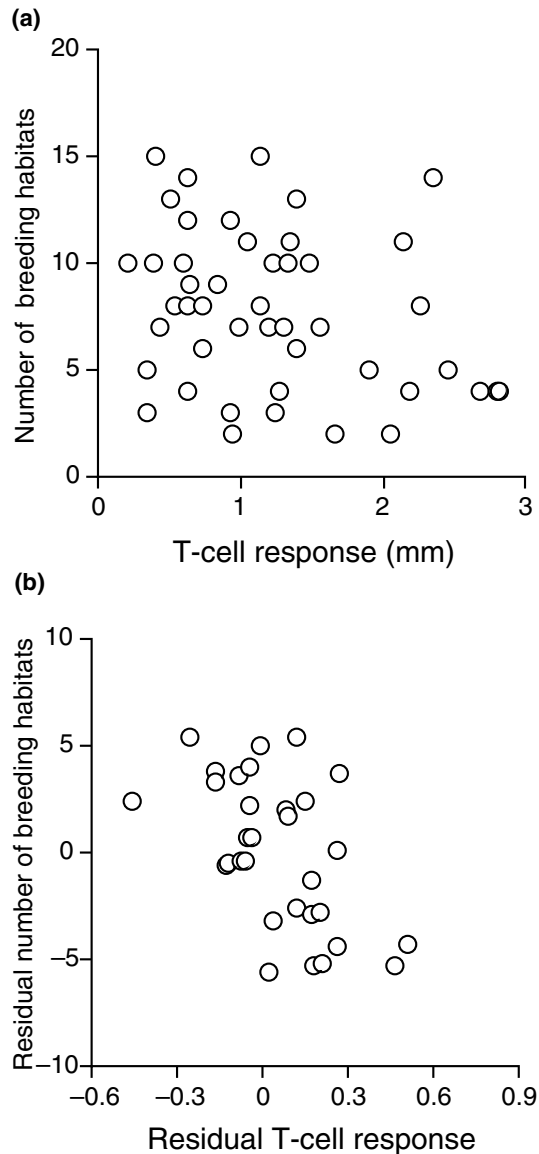 (a)
20
15
10
5
0
Number of breeding habitats
0 1 2 3
T-cell response (mm)
(b)
10
5
0
–5
–10
Residual number of breeding habitats
–0.6 –0.3 0 0.3 0.6 0.9
Residual T-cell response